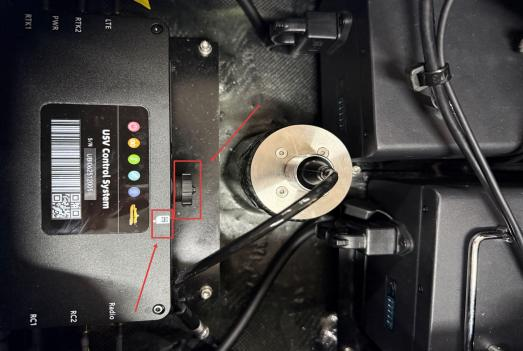 RTK1
PWR
RTK2
LTE
USV Control System
S/N
RC1
RC2
Radio